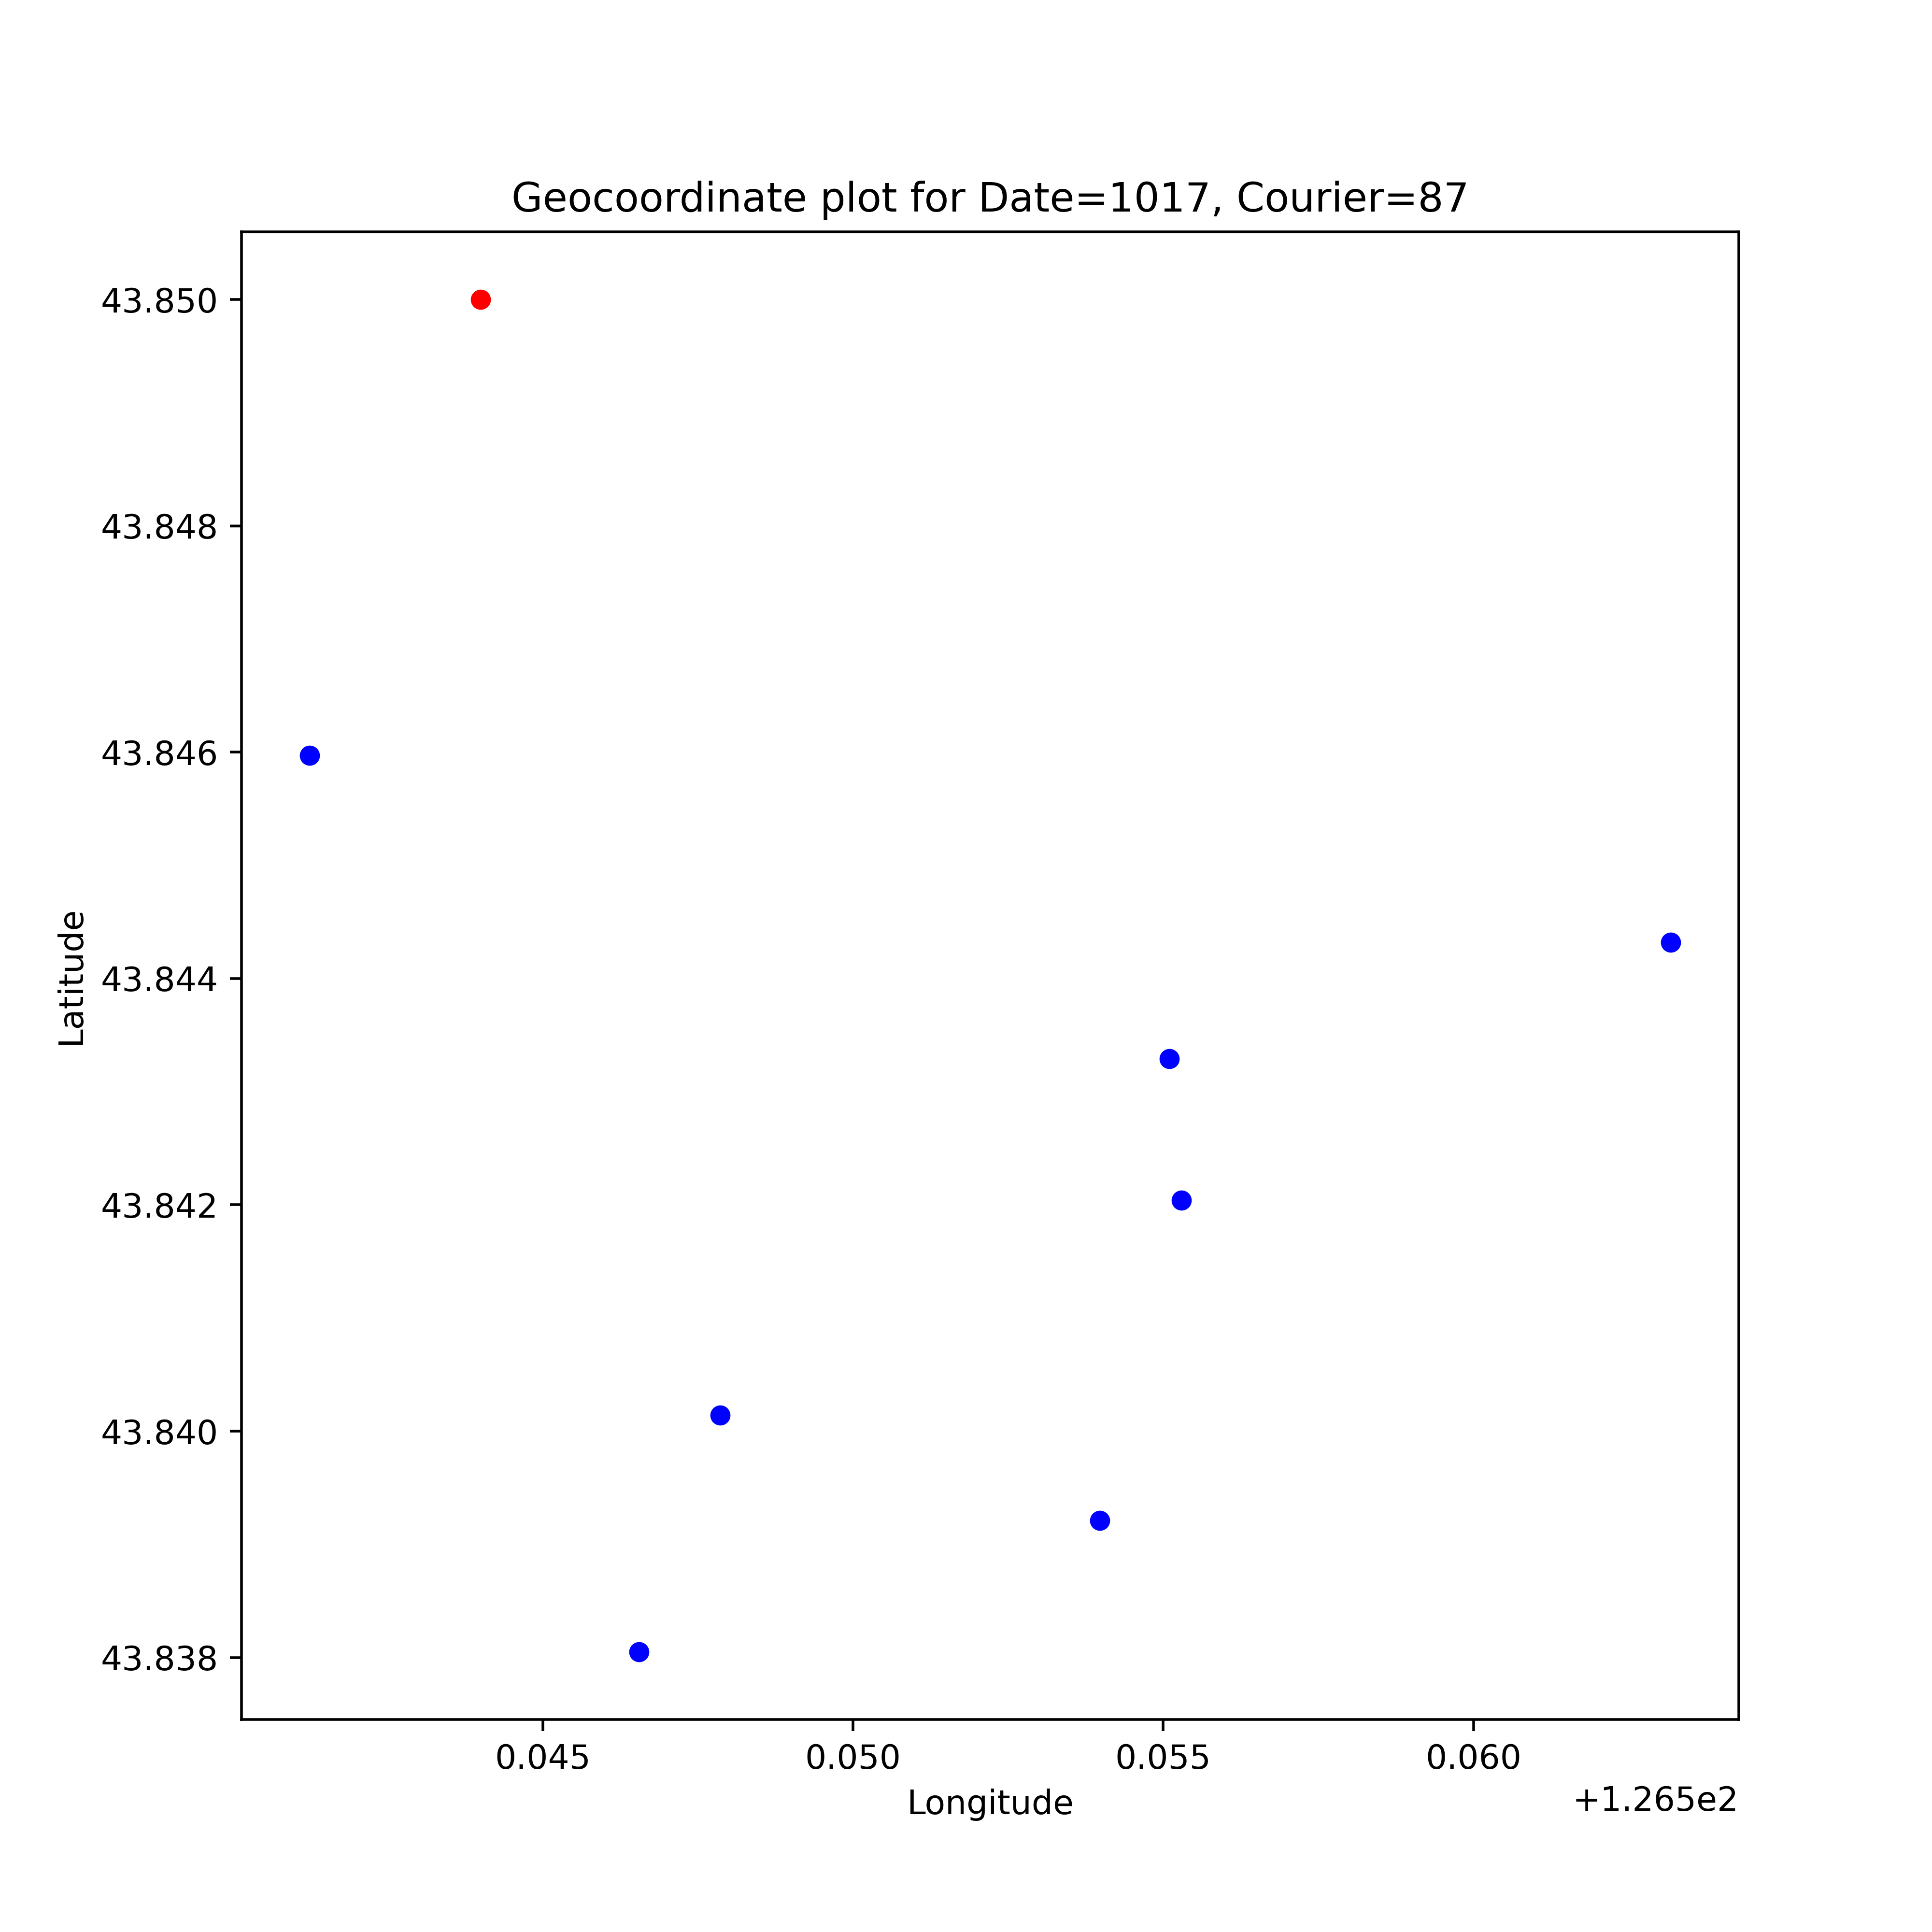 Geocoordinate plot for Date=1017, Courier=87
43.850
43.848
43.846
43.844
43.842
43.840
43.838
Latitude
0.045 0.050 0.055 0.060
Longitude
+1.265e2